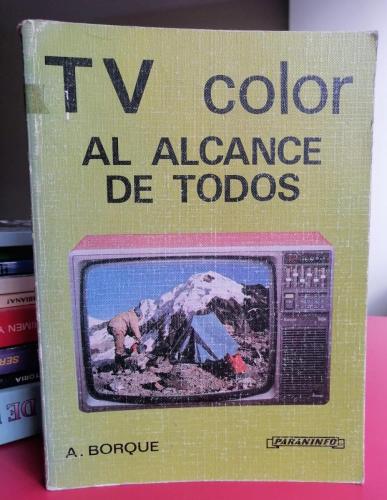 TV color
AL ALCANCE
DE TODOS
A. BORQUE
PARANINFO